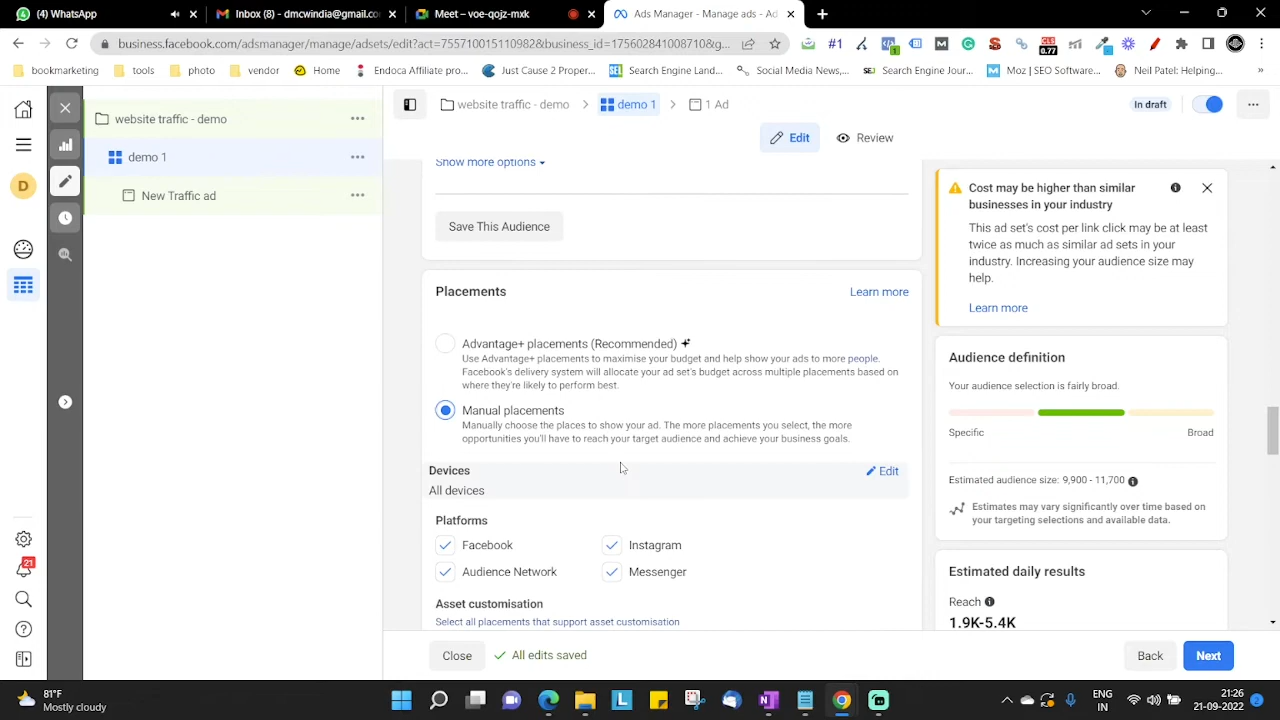 (4) WhatsApp
Inbox (8) - dmcwindia@gmail.co
Meet – voe-qojz-mxk
Ads Manager - Manage ads - Ad
business.facebook.com/adsmanager/manage/adsets/edit?act=755710015110982&business_id=1756028410087 10&g...
#1
1
0.77
bookmarketing
tools
photo
vendor
Home
Endoca Affiliate pro...
Just Cause 2 Proper...
Search Engine Land...
Social Media News,...
Search Engine Jour...
Moz | SEO Software...
Neil Patel: Helping...
»
website traffic - demo
demo 1
New Traffic ad
D
21
website traffic - demo
demo 1
1 Ad
In draft
Edit
Review
Show more options
Save This Audience
Placements
Learn more
Advantage+ placements (Recommended)
Use Advantage+ placements to maximise your budget and help show your ads to more people.
Facebook's delivery system will allocate your ad set's budget across multiple placements based on
where they're likely to perform best.
Manual placements
Manually choose the places to show your ad. The more placements you select, the more
opportunities you'll have to reach your target audience and achieve your business goals.
Devices
Edit
All devices
Platforms
Facebook
Instagram
Audience Network
Messenger
Asset customisation
Select all placements that support asset customisation
Close
All edits saved
Back
Next
Cost may be higher than similar
businesses in your industry
This ad set's cost per link click may be at least
twice as much as similar ad sets in your
industry. Increasing your audience size may
help.
Learn more
Audience definition
Your audience selection is fairly broad.
Specific
Broad
Estimated audience size: 9,900 - 11,700
Estimates may vary significantly over time based on
your targeting selections and available data.
Estimated daily results
Reach
1.9K-5.4K
81°F
Mostly cloudy
ENG
IN
21:26
21-09-2022
2